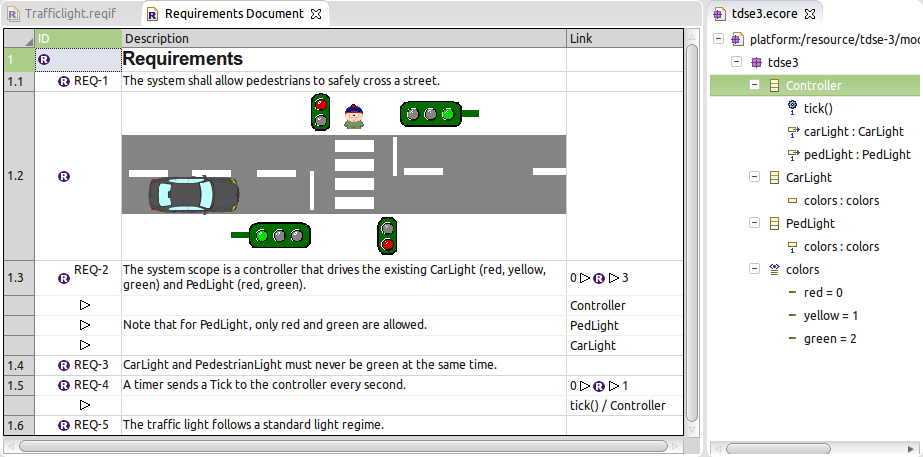 Trafficlight.reqif
Requirements Document
ID Description Link
1 R Requirements
1.1 R REQ-1 The system shall allow pedestrians to safely cross a street.
1.2 R
1.3 R REQ-2 The system scope is a controller that drives the existing CarLight (red, yellow, green) and PedLight (red, green). 0 R 3
Controller
Note that for PedLight, only red and green are allowed. PedLight
CarLight
1.4 R REQ-3 CarLight and PedestrianLight must never be green at the same time.
1.5 R REQ-4 A timer sends a Tick to the controller every second. 0 R 1
tick() / Controller
1.6 R REQ-5 The traffic light follows a standard light regime.
tdse3.ecore
platform:/resource/tdse-3/mod
tdse3
Controller
tick()
carLight : CarLight
pedLight : PedLight
CarLight
colors : colors
PedLight
colors : colors
colors
red = 0
yellow = 1
green = 2